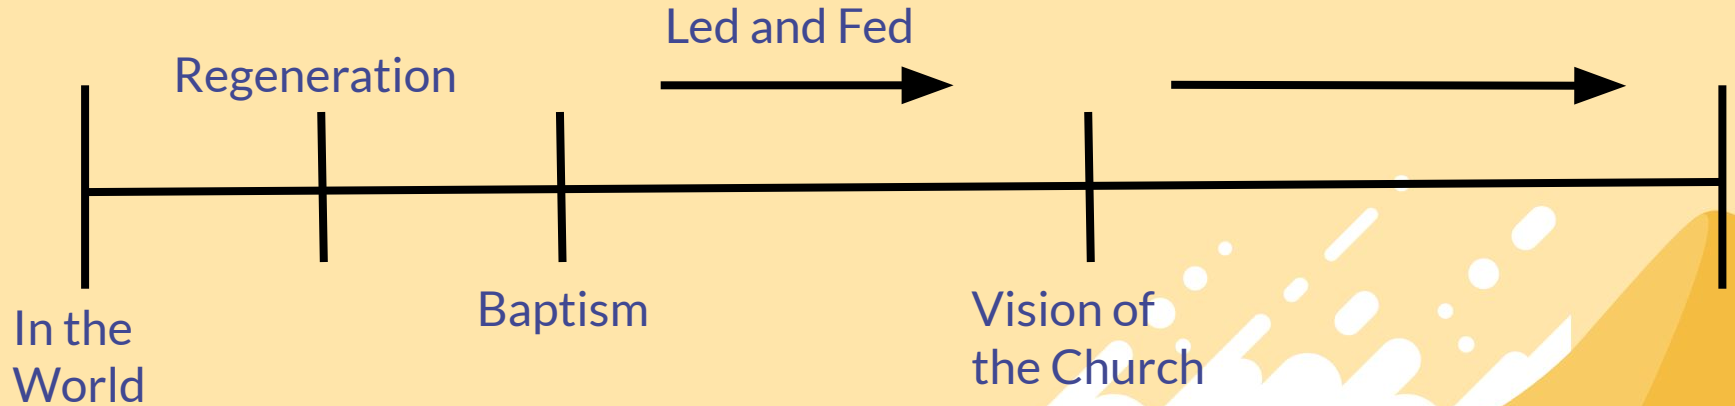 Led and Fed
Regeneration
In the
World
Baptism
Vision of
the Church